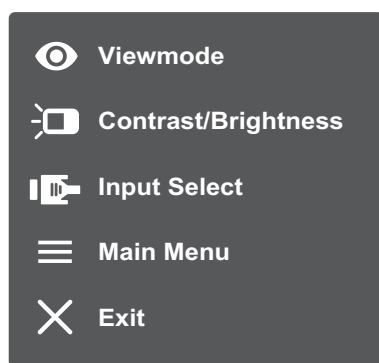 Viewmode
Contrast/Brightness
Input Select
Main Menu
Exit